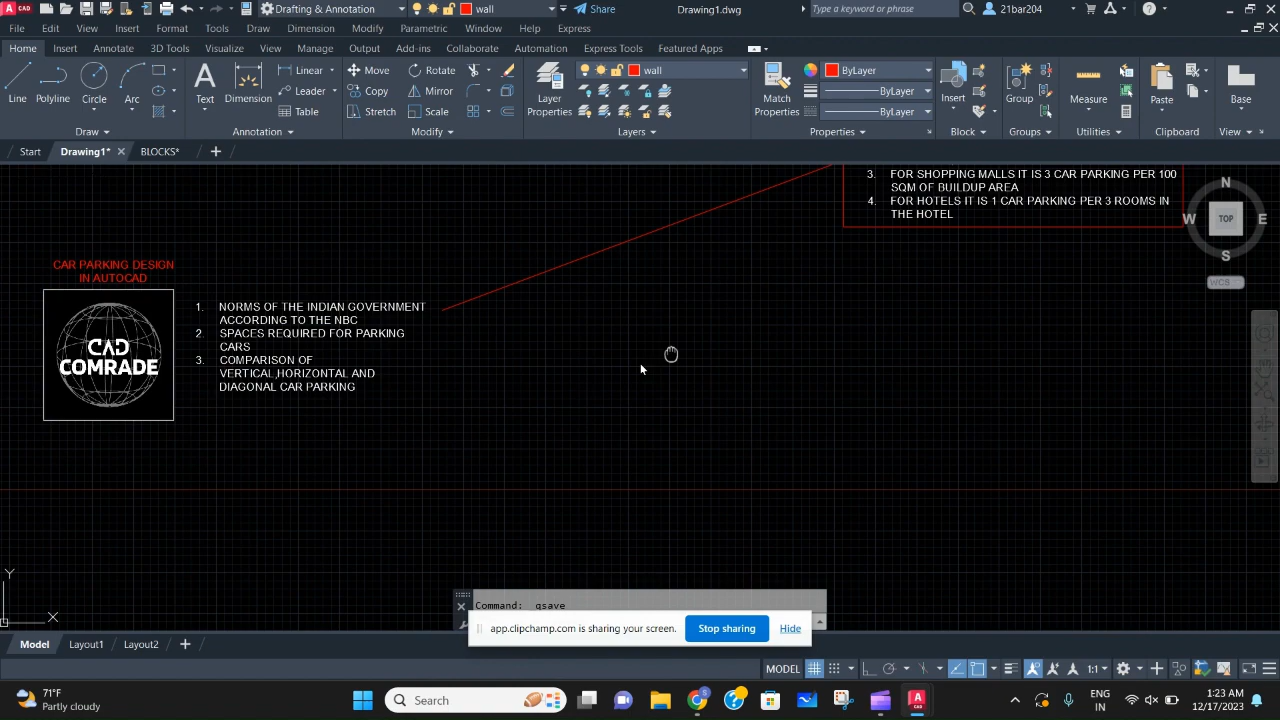 Drafting & Annotation
wall
Share
Drawing1.dwg
Type a keyword or phrase
21bar204
File Edit View Insert Format Tools Draw Dimension Modify Parametric Window Help Express
Home Insert Annotate 3D Tools Visualize View Manage Output Add-ins Collaborate Automation Express Tools Featured Apps
Line
Polyline
Circle
Arc
Text
Dimension
Linear
Leader
Table
Move Rotate
Copy Mirror
Stretch Scale
Layer
Properties
wall
Match
Properties
ByLayer
ByLayer
ByLayer
Insert
Group
Measure
Paste
Base
Draw Annotation Modify Layers Properties Block Groups Utilities Clipboard View
Start Drawing1* BLOCKS*
3. FOR SHOPPING MALLS IT IS 3 CAR PARKING PER 100
SQM OF BUILDUP AREA
4. FOR HOTELS IT IS 1 CAR PARKING PER 3 ROOMS IN
THE HOTEL
N
W TOP E
S
WCS
CAR PARKING DESIGN
IN AUTOCAD
CAD
COMRADE
1. NORMS OF THE INDIAN GOVERNMENT
ACCORDING TO THE NBC
2. SPACES REQUIRED FOR PARKING
CARS
3. COMPARISON OF
VERTICAL,HORIZONTAL AND
DIAGONAL CAR PARKING
Y
X
Command: qsave
app.clipchamp.com is sharing your screen. Stop sharing Hide
Model Layout1 Layout2
MODEL
1:1
71°F
Partly cloudy
Search
ENG
IN
1:23 AM
12/17/2023